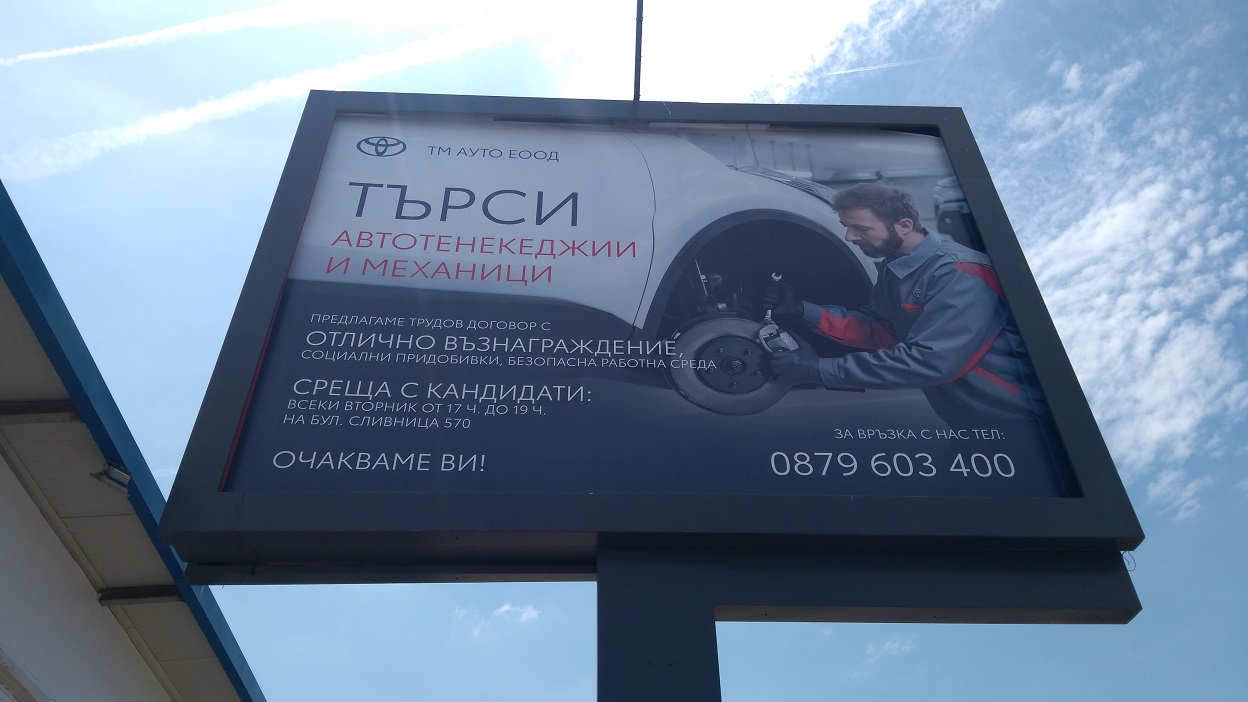 ТМ АУТО ЕООД
ТЪРСИ
АВТОТЕНЕКЕДЖИИ
И МЕХАНИЦИ
ПРЕДЛАГАМЕ ТРУДОВ ДОГОВОР С
ОТЛИЧНО ВЪЗНАГРАЖДЕНИЕ,
СОЦИАЛНИ ПРИДОБИВКИ, БЕЗОПАСНА РАБОТНА СРЕДА
СРЕЩА С КАНДИДАТИ:
ВСЕКИ ВТОРНИК ОТ 17 Ч. ДО 19 Ч.
НА БУЛ. СЛИВНИЦА 570
ОЧАКВАМЕ ВИ!
ЗА ВРЪЗКА С НАС ТЕЛ:
0879 603 400